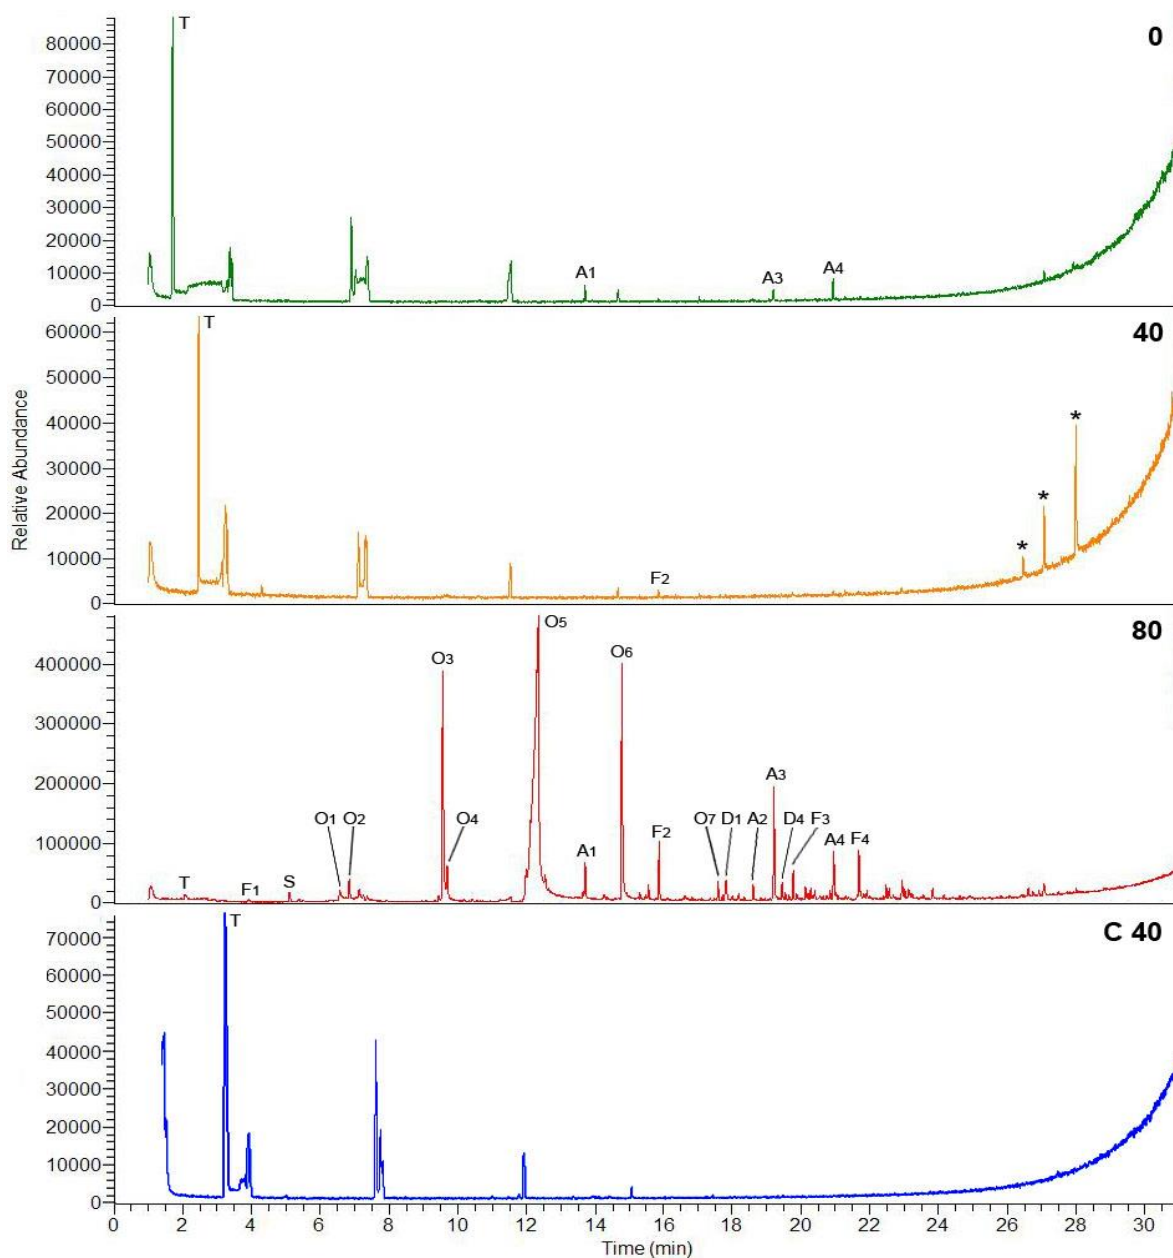 T
0
80000
70000
60000
50000
40000
30000
20000
10000
0
A1
A3
A4
T
40
60000
50000
40000
30000
20000
10000
0
F2
*
*
*
Relative Abundance
80
400000
300000
200000
100000
0
T
F1
S
O1
O2
O3
O4
O5
A1
O6
F2
O7
D1
A2
A3
D4
F3
A4
F4
T
C 40
70000
60000
50000
40000
30000
20000
10000
0
0 2 4 6 8 10 12 14 16 18 20 22 24 26 28 30
Time (min)